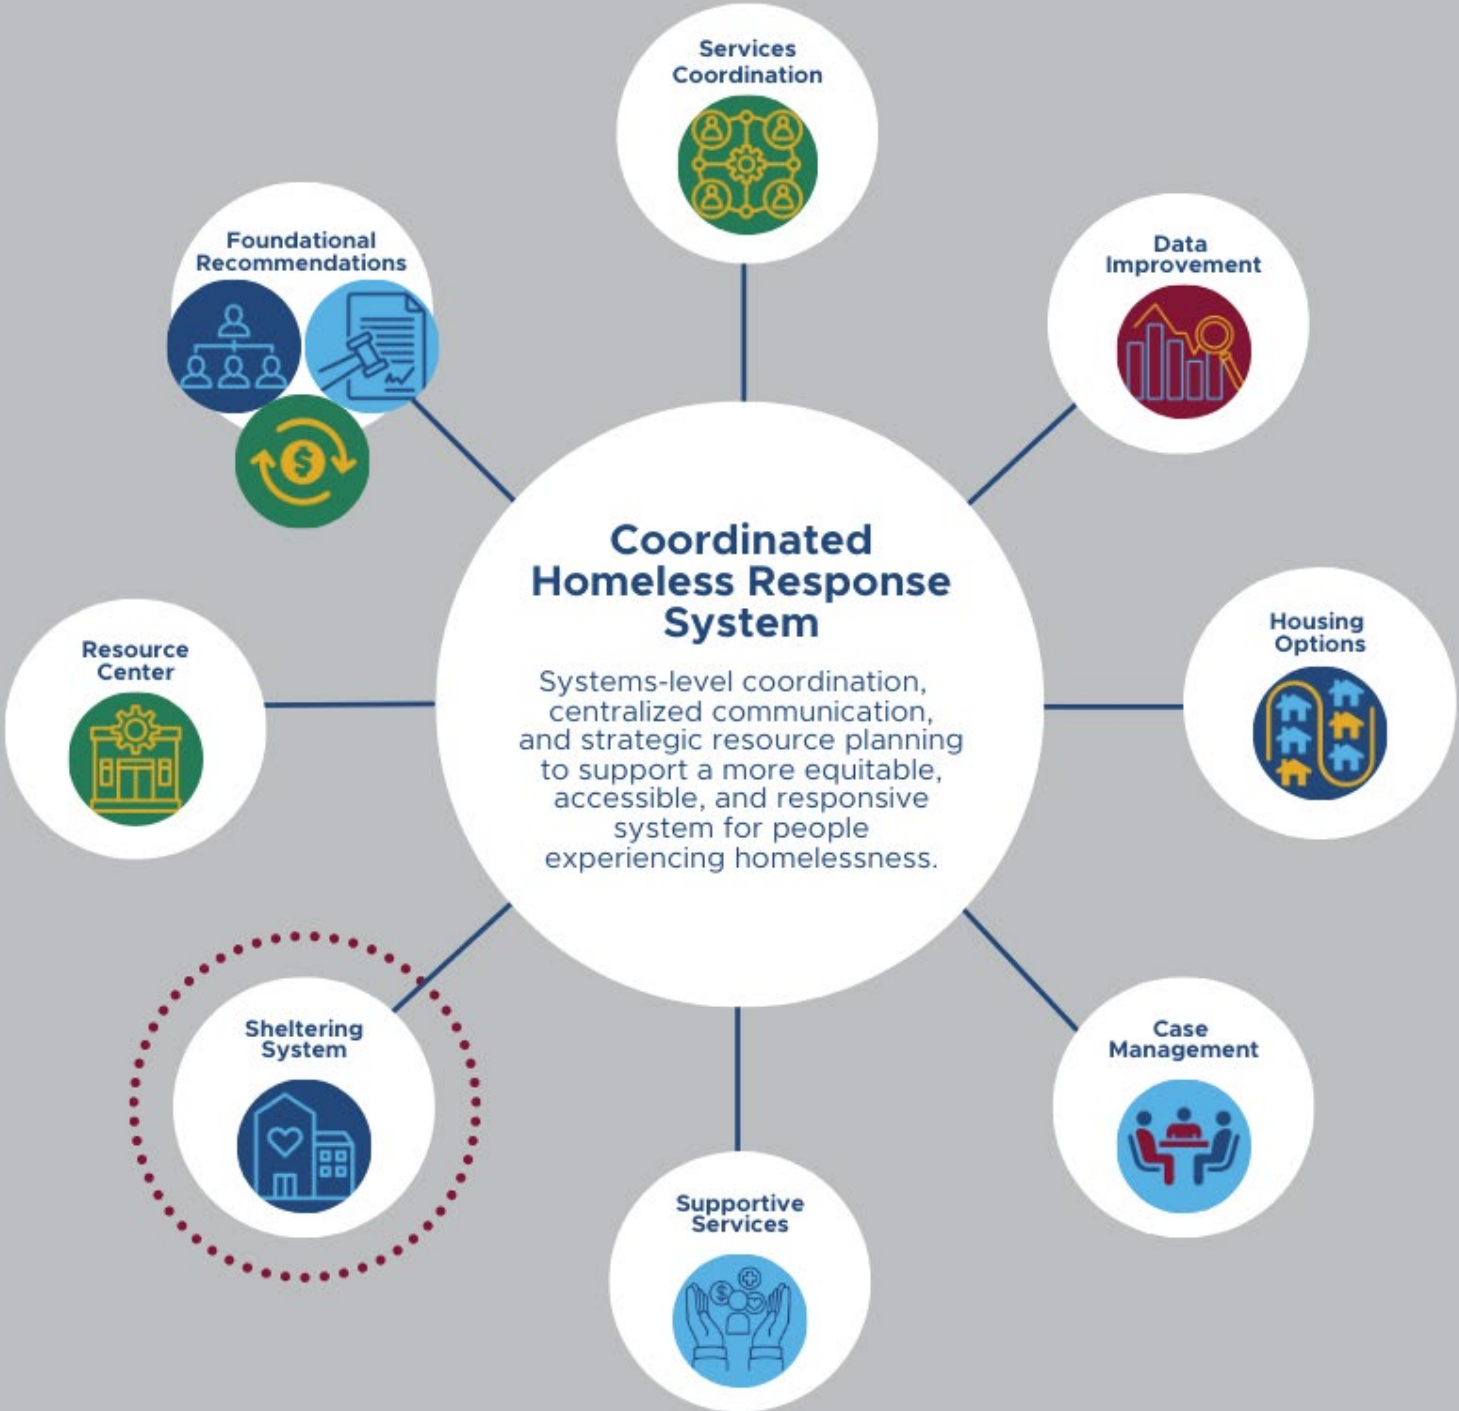 Services
Coordination
Foundational
Recommendations
Data
Improvement
Coordinated
Homeless Response
System
Systems-level coordination,
centralized communication,
and strategic resource planning
to support a more equitable,
accessible, and responsive
system for people
experiencing homelessness.
Resource
Center
Housing
Options
Sheltering
System
Case
Management
Supportive
Services